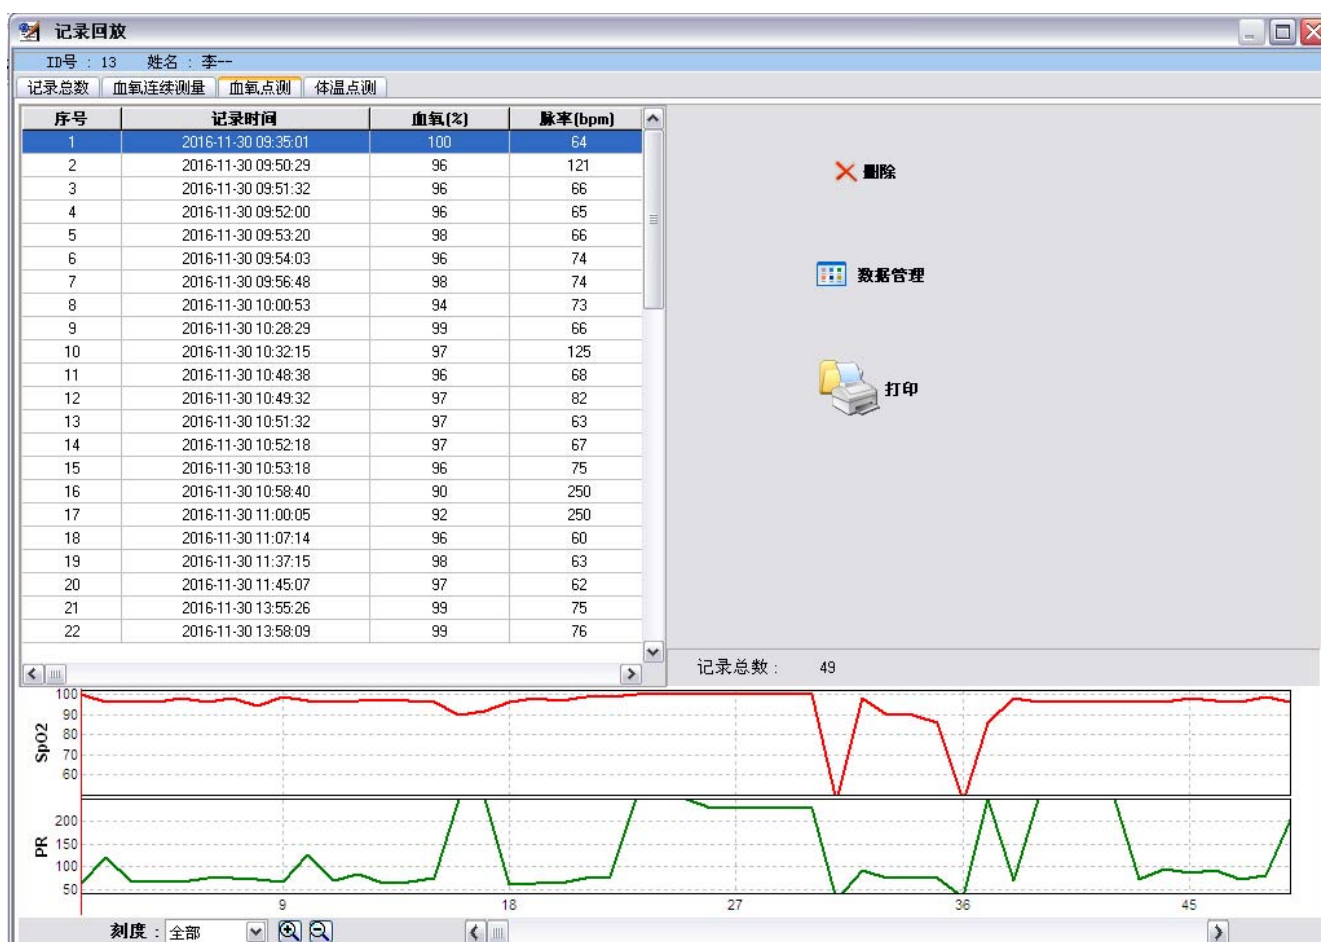 记录回放
ID号 : 13 姓名 : 李--
记录总数 血氧连续测量 血氧点测 体温点测
序号 记录时间 血氧(%) 脉率(bpm)
1 2016-11-30 09:35:01 100 64
2 2016-11-30 09:50:29 96 121
3 2016-11-30 09:51:32 96 66
4 2016-11-30 09:52:00 96 65
5 2016-11-30 09:53:20 98 66
6 2016-11-30 09:54:03 96 74
7 2016-11-30 09:56:48 98 74
8 2016-11-30 10:00:53 94 73
9 2016-11-30 10:28:29 99 66
10 2016-11-30 10:32:15 97 125
11 2016-11-30 10:48:38 96 68
12 2016-11-30 10:49:32 97 82
13 2016-11-30 10:51:32 97 63
14 2016-11-30 10:52:18 97 67
15 2016-11-30 10:53:18 96 75
16 2016-11-30 10:58:40 90 250
17 2016-11-30 11:00:05 92 250
18 2016-11-30 11:07:14 96 60
19 2016-11-30 11:37:15 98 63
20 2016-11-30 11:45:07 97 62
21 2016-11-30 13:55:26 99 75
22 2016-11-30 13:58:09 99 76
删除
数据管理
打印
记录总数 : 49
SpO2
100
90
80
70
60
PR
200
150
100
50
9 18 27 36 45
刻度 : 全部